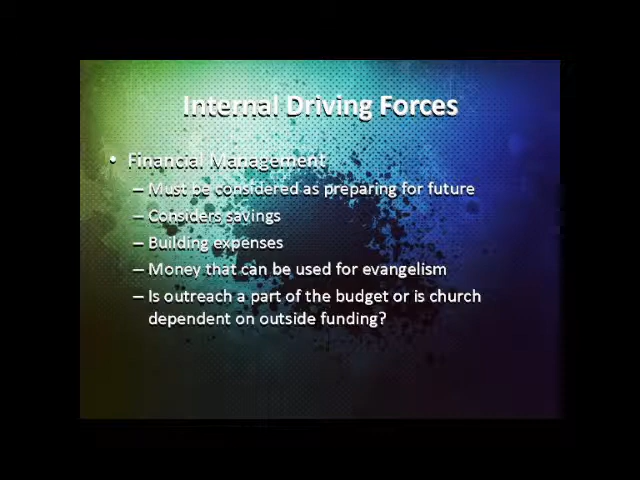 Internal Driving Forces
• Financial Management
– Must be considered as preparing for future
– Considers savings
– Building expenses
– Money that can be used for evangelism
– Is outreach a part of the budget or is church
dependent on outside funding?